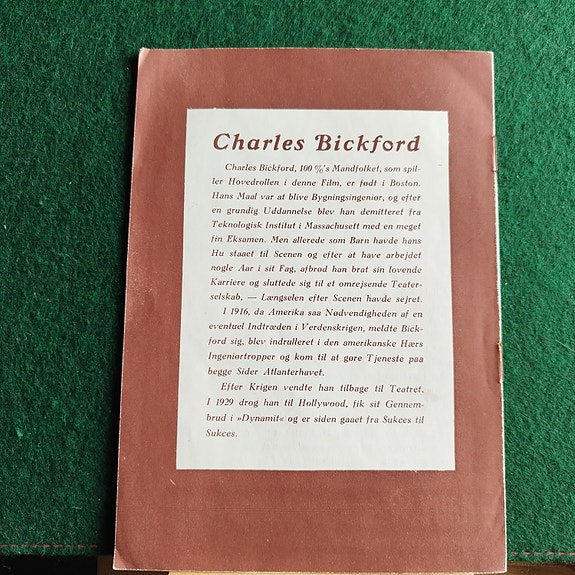 Charles Bickford
Charles Bickford, 100 %'s Mandfolket, som spil-
ler Hovedrollen i denne Film, er født i Boston.
Hans Maal var at blive Bygningsingeniør, og efter
en grundig Uddannelse blev han demitteret fra
Teknologisk Institut i Massachusett med en meget
fin Eksamen. Men allerede som Barn havde hans
Hu staaet til Scenen og efter at have arbejdet
nogle Aar i sit Fag, afbrød han brat sin lovende
Karriere og sluttede sig til et omrejsende Teater-
selskab, — Længselen efter Scenen havde sejret.
I 1916, da Amerika saa Nødvendigheden af en
eventuel Indtræden i Verdenskrigen, meldte Bick-
ford sig, blev indrulleret i den amerikanske Hærs
Ingeniørtropper og kom til at gøre Tjeneste paa
begge Sider Atlanterhavet.
Efter Krigen vendte han tilbage til Teatret.
I 1929 drog han til Hollywood, fik sit Gennem-
brud i »Dynamit« og er siden gaaet fra Sukces til
Sukces.